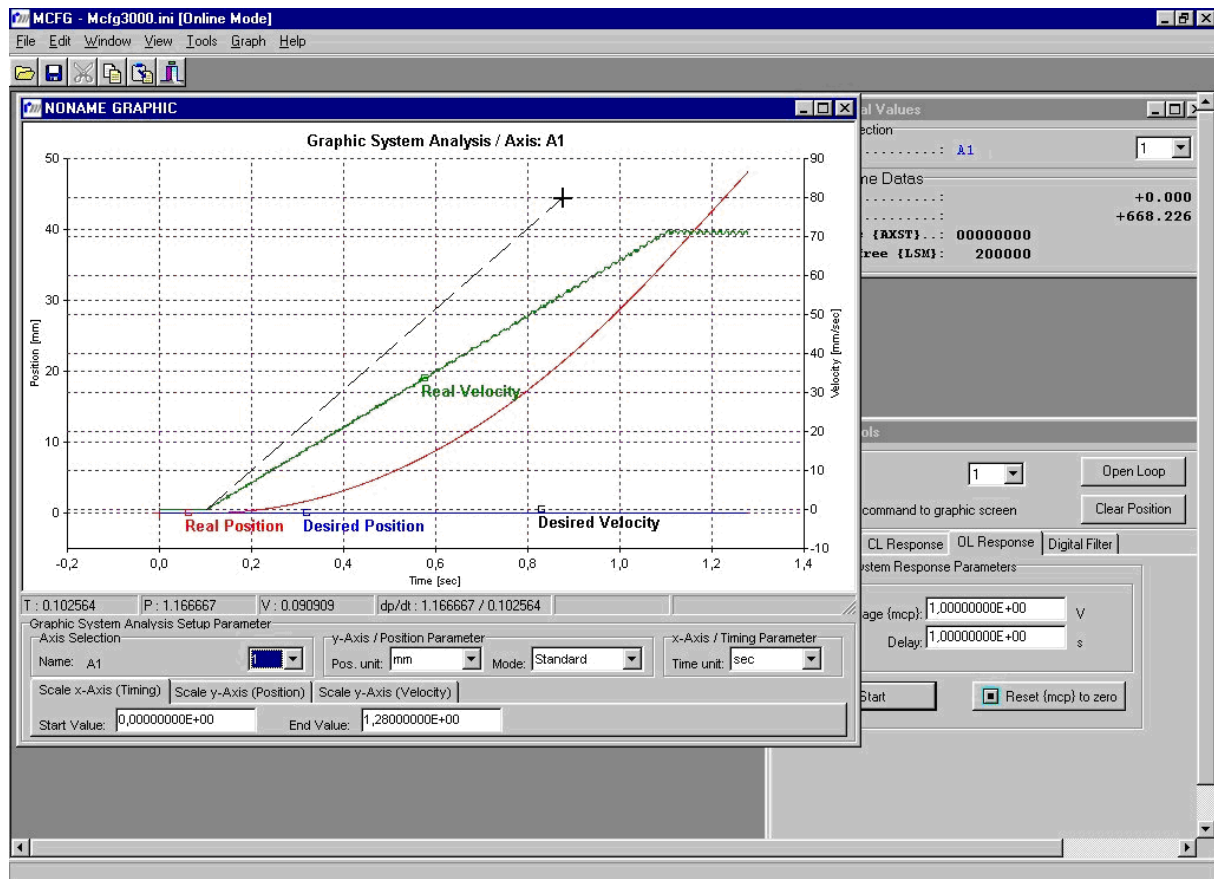 MCFG - Mcfg3000.ini [Online Mode]
File Edit Window View Tools Graph Help
NONAME GRAPHIC
Graphic System Analysis / Axis: A1
50
40
30
20
10
0
Position [mm]
90
80
70
60
50
40
30
20
10
0
-10
Velocity [mm/sec]
Real Velocity
Real Position
Desired Position
Desired Velocity
-0,2 0,0 0,2 0,4 0,6 0,8 1,0 1,2 1,4
Time [sec]
T : 0.102564 P : 1.166667 V : 0.090909 dp/dt : 1.166667 / 0.102564
Graphic System Analysis Setup Parameter
Axis Selection
Name: A1 1
y-Axis / Position Parameter
Pos. unit: mm Mode: Standard
x-Axis / Timing Parameter
Time unit: sec
Scale x-Axis (Timing) Scale y-Axis (Position) Scale y-Axis (Velocity)
Start Value: 0,00000000E+00 End Value: 1,28000000E+00
al Values
ection
.........: A1 1
me Datas
.........: +0.000
.........: +668.226
{AXST}..: 00000000
ree {LSM}: 200000
ols
1 Open Loop
command to graphic screen Clear Position
CL Response OL Response Digital Filter
ystem Response Parameters
age {mcp}: 1,00000000E+00 V
Delay: 1,00000000E+00 s
Start Reset {mcp} to zero